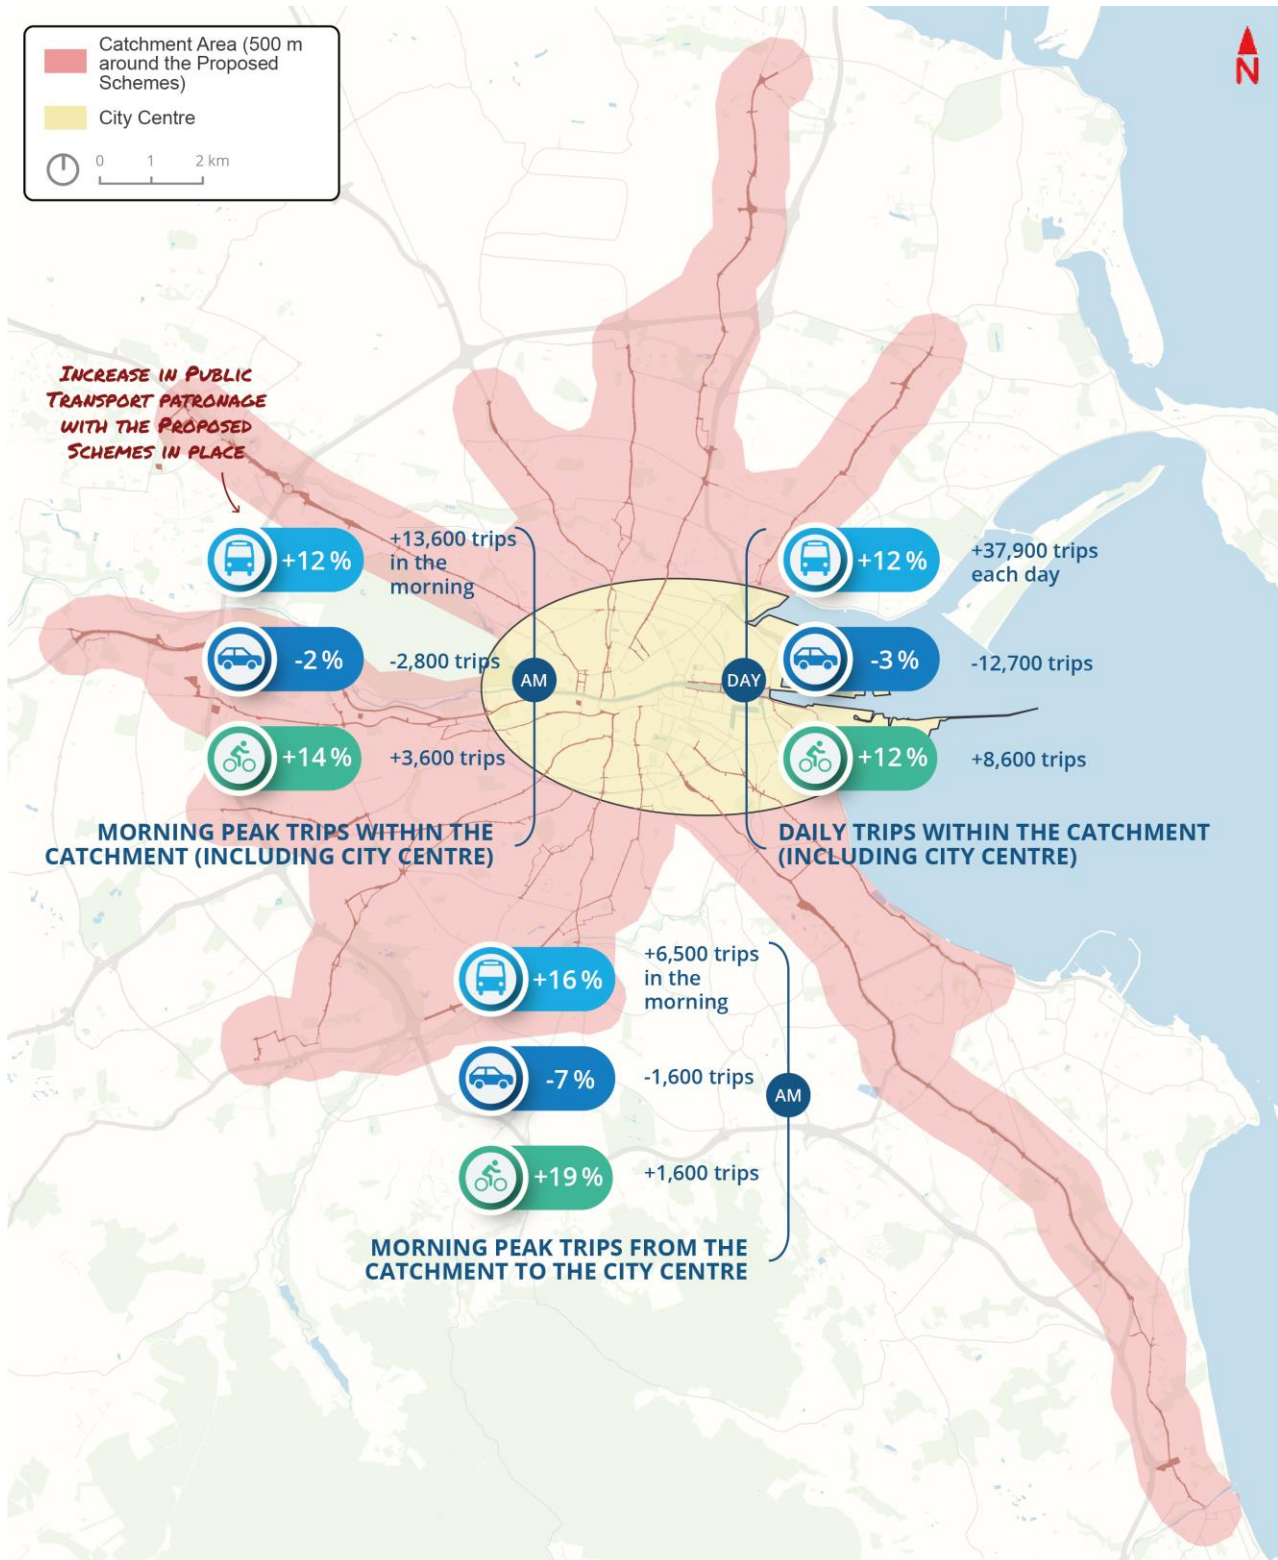 Catchment Area (500 m
around the Proposed
Schemes)
City Centre
0 1 2 km
N
INCREASE IN PUBLIC
TRANSPORT PATRONAGE
WITH THE PROPOSED
SCHEMES IN PLACE
+12 %
+13,600 trips
in the
morning
-2 %
-2,800 trips
AM
+14 %
+3,600 trips
MORNING PEAK TRIPS WITHIN THE
CATCHMENT (INCLUDING CITY CENTRE)
+12 %
+37,900 trips
each day
DAY
-3 %
-12,700 trips
+12 %
+8,600 trips
DAILY TRIPS WITHIN THE CATCHMENT
(INCLUDING CITY CENTRE)
+16 %
+6,500 trips
in the
morning
-7 %
-1,600 trips
AM
+19 %
+1,600 trips
MORNING PEAK TRIPS FROM THE
CATCHMENT TO THE CITY CENTRE